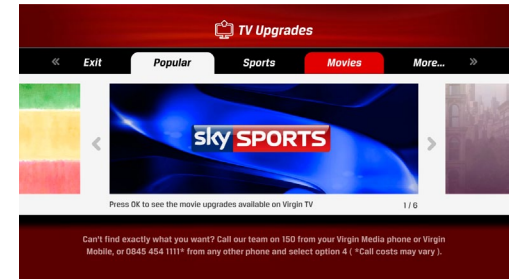 TV Upgrades
« Exit Popular Sports Movies More... »
sky SPORTS
Press OK to see the movie upgrades available on Virgin TV 1 / 6
Can't find exactly what you want? Call our team on 150 from your Virgin Media phone or Virgin
Mobile, or 0845 454 1111* from any other phone and select option 4 ( *Call costs may vary ).